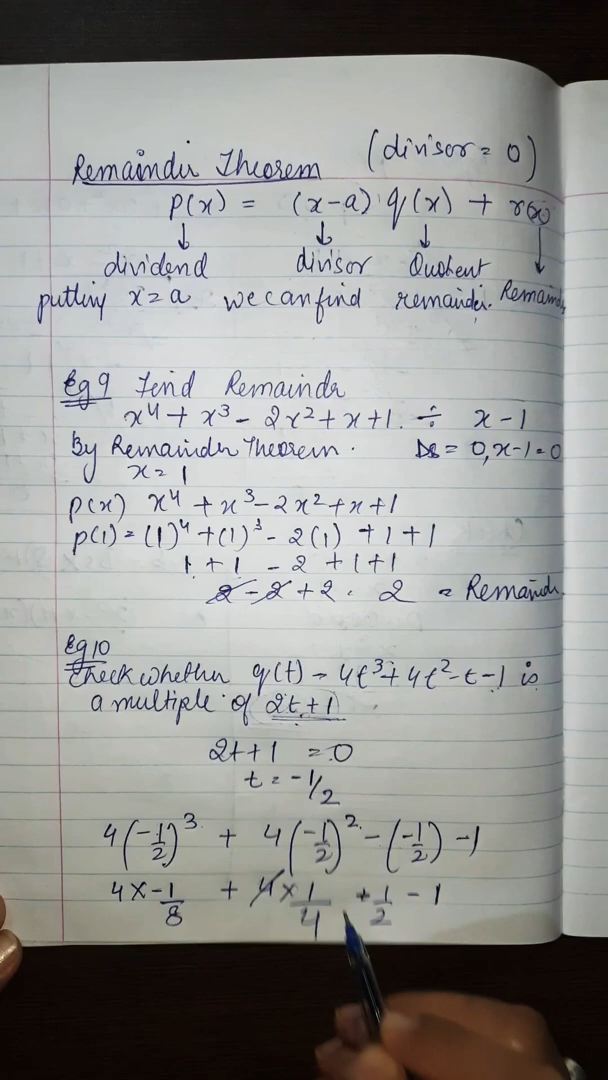 Remainder Theorem (divisor = 0)
p(x) = (x-a) q(x) + r(x)
↓ ↓ ↓ ↓
dividend divisor Quotient Remainder
putting x = a we can find remainder.
Eg 9 Find Remainder
x⁴ + x³ - 2x² + x + 1 ÷ x - 1
By Remainder Theorem. = 0, x-1 = 0
x = 1
p(x) x⁴ + x³ - 2x² + x + 1
p(1) = (1)⁴ + (1)³ - 2(1) + 1 + 1
1 + 1 - 2 + 1 + 1
2 - 2 + 2 . 2 = Remainder
Eg 10
Check whether q(t) = 4t³ + 4t² - t - 1 is
a multiple of 2t + 1
2t + 1 = 0
t = -1/2
4(-1/2)³ + 4(-1/2)² - (-1/2) - 1
4 × -1/8 + 4 × 1/4 + 1/2 - 1